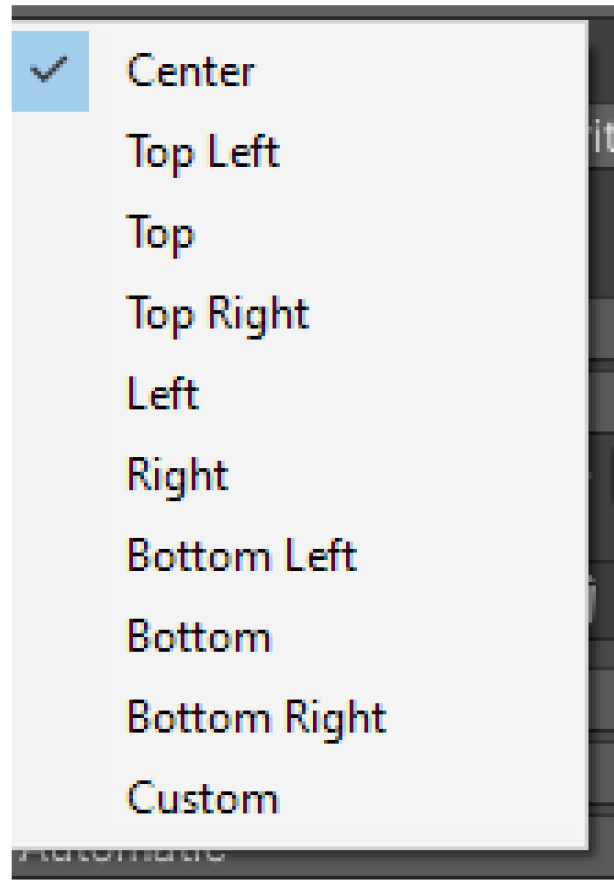 Center
Top Left
Top
Top Right
Left
Right
Bottom Left
Bottom
Bottom Right
Custom